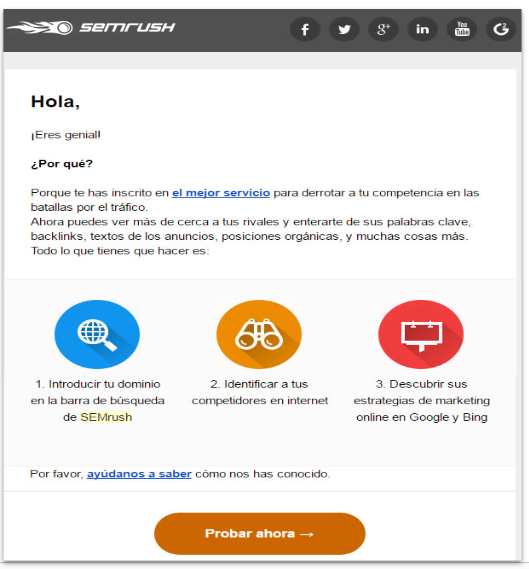 SEMRUSH
f g+ in You Tube G2
Hola,
¡Eres genial!
¿Por qué?
Porque te has inscrito en el mejor servicio para derrotar a tu competencia en las
batallas por el tráfico.
Ahora puedes ver más de cerca a tus rivales y enterarte de sus palabras clave,
backlinks, textos de los anuncios, posiciones orgánicas, y muchas cosas más.
Todo lo que tienes que hacer es:
1. Introducir tu dominio
en la barra de búsqueda
de SEMrush
2. Identificar a tus
competidores en internet
3. Descubrir sus
estrategias de marketing
online en Google y Bing
Por favor, ayúdanos a saber cómo nos has conocido.
Probar ahora →